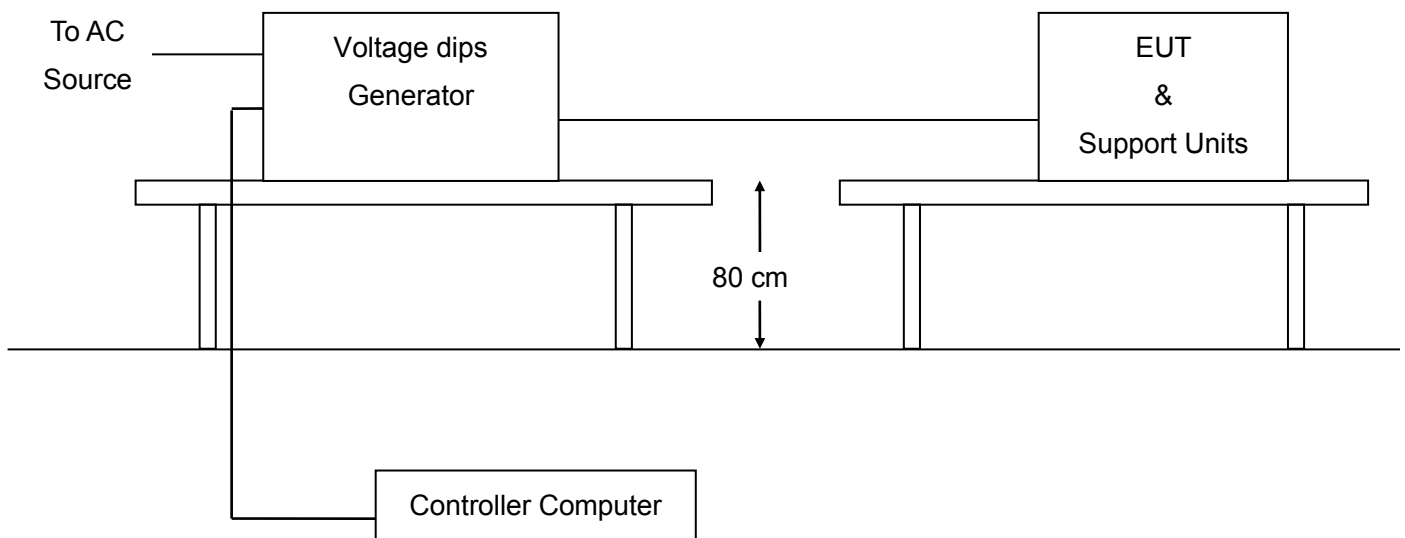 To AC
Source
Voltage dips
Generator
EUT
&
Support Units
80 cm
Controller Computer